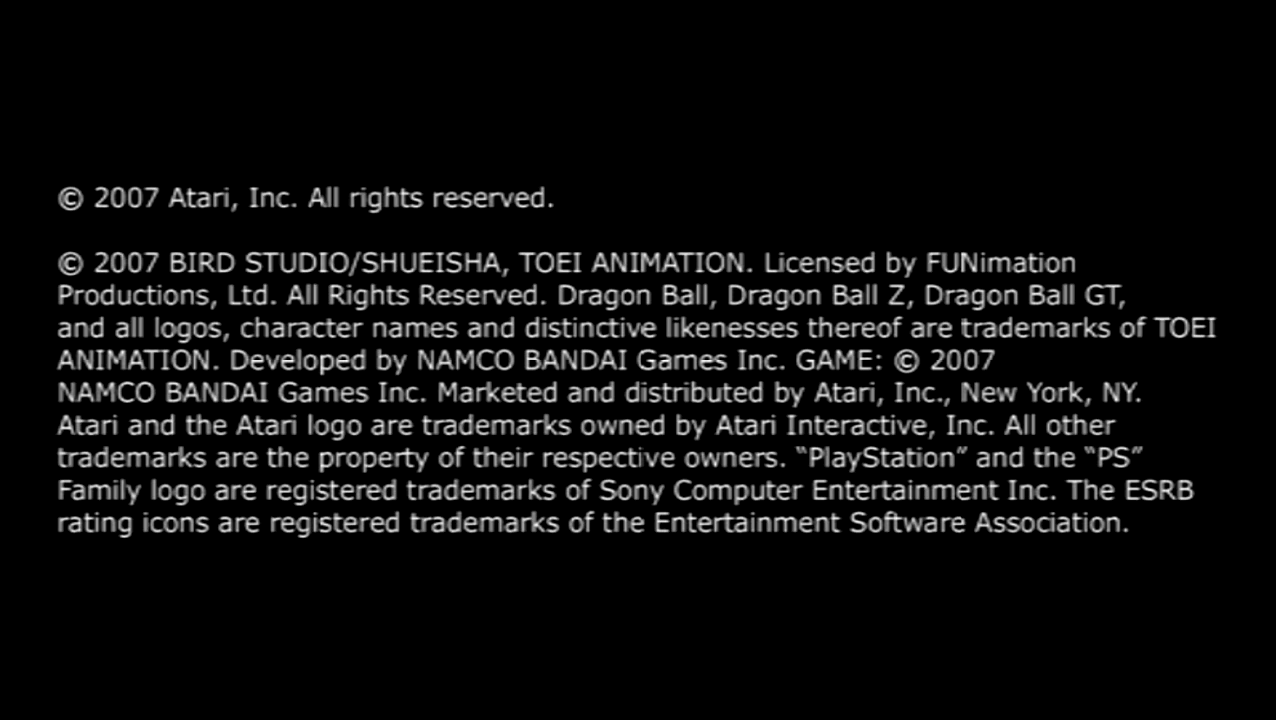 © 2007 Atari, Inc. All rights reserved.
© 2007 BIRD STUDIO/SHUEISHA, TOEI ANIMATION. Licensed by FUNimation
Productions, Ltd. All Rights Reserved. Dragon Ball, Dragon Ball Z, Dragon Ball GT,
and all logos, character names and distinctive likenesses thereof are trademarks of TOEI
ANIMATION. Developed by NAMCO BANDAI Games Inc. GAME: © 2007
NAMCO BANDAI Games Inc. Marketed and distributed by Atari, Inc., New York, NY.
Atari and the Atari logo are trademarks owned by Atari Interactive, Inc. All other
trademarks are the property of their respective owners. “PlayStation” and the “PS”
Family logo are registered trademarks of Sony Computer Entertainment Inc. The ESRB
rating icons are registered trademarks of the Entertainment Software Association.